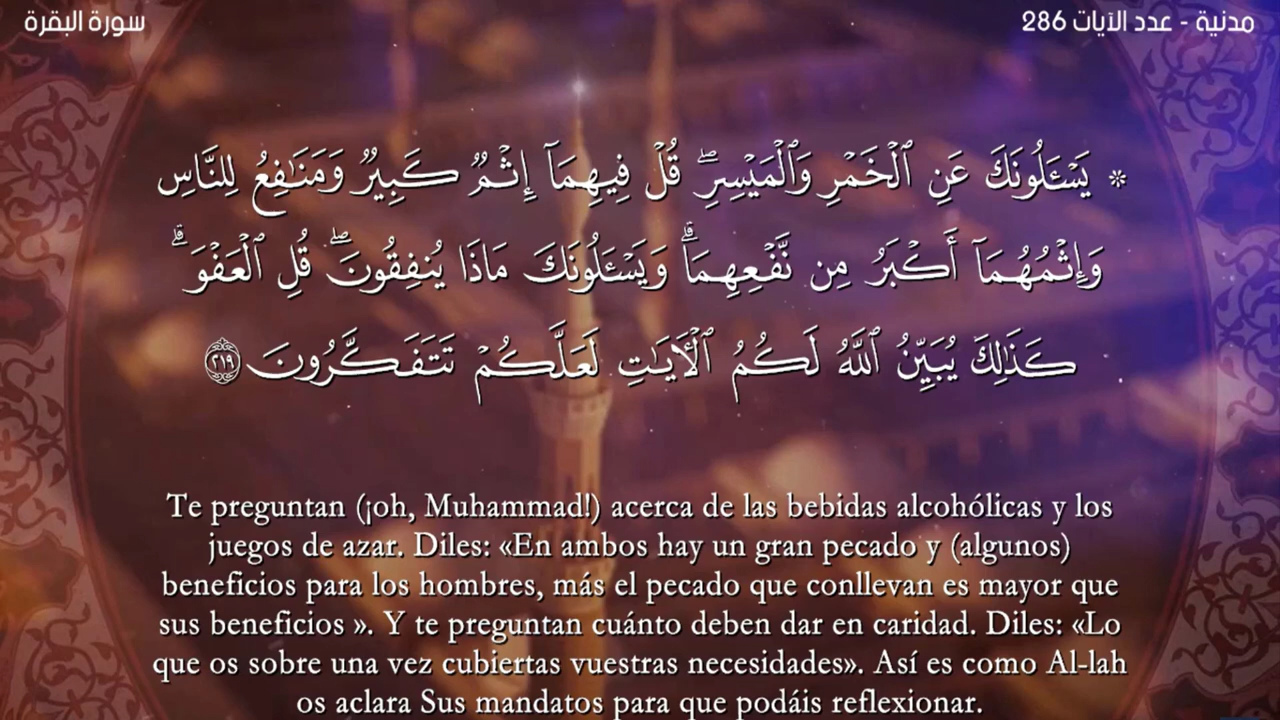 مدنية - عدد الآيات 286
سورة البقرة
۞ يَسْـَٔلُونَكَ عَنِ ٱلْخَمْرِ وَٱلْمَيْسِرِ ۖ قُلْ فِيهِمَآ إِثْمٌ كَبِيرٌ وَمَنَـٰفِعُ لِلنَّاسِ
وَإِثْمُهُمَآ أَكْبَرُ مِن نَّفْعِهِمَا ۗ وَيَسْـَٔلُونَكَ مَاذَا يُنفِقُونَ ۖ قُلِ ٱلْعَفْوَ ۗ
كَذَٰلِكَ يُبَيِّنُ ٱللَّهُ لَكُمُ ٱلْـَٔايَـٰتِ لَعَلَّكُمْ تَتَفَكَّرُونَ ٢١٩
Te preguntan (¡oh, Muhammad!) acerca de las bebidas alcohólicas y los
juegos de azar. Diles: «En ambos hay un gran pecado y (algunos)
beneficios para los hombres, más el pecado que conllevan es mayor que
sus beneficios ». Y te preguntan cuánto deben dar en caridad. Diles: «Lo
que os sobre una vez cubiertas vuestras necesidades». Así es como Al-lah
os aclara Sus mandatos para que podáis reflexionar.